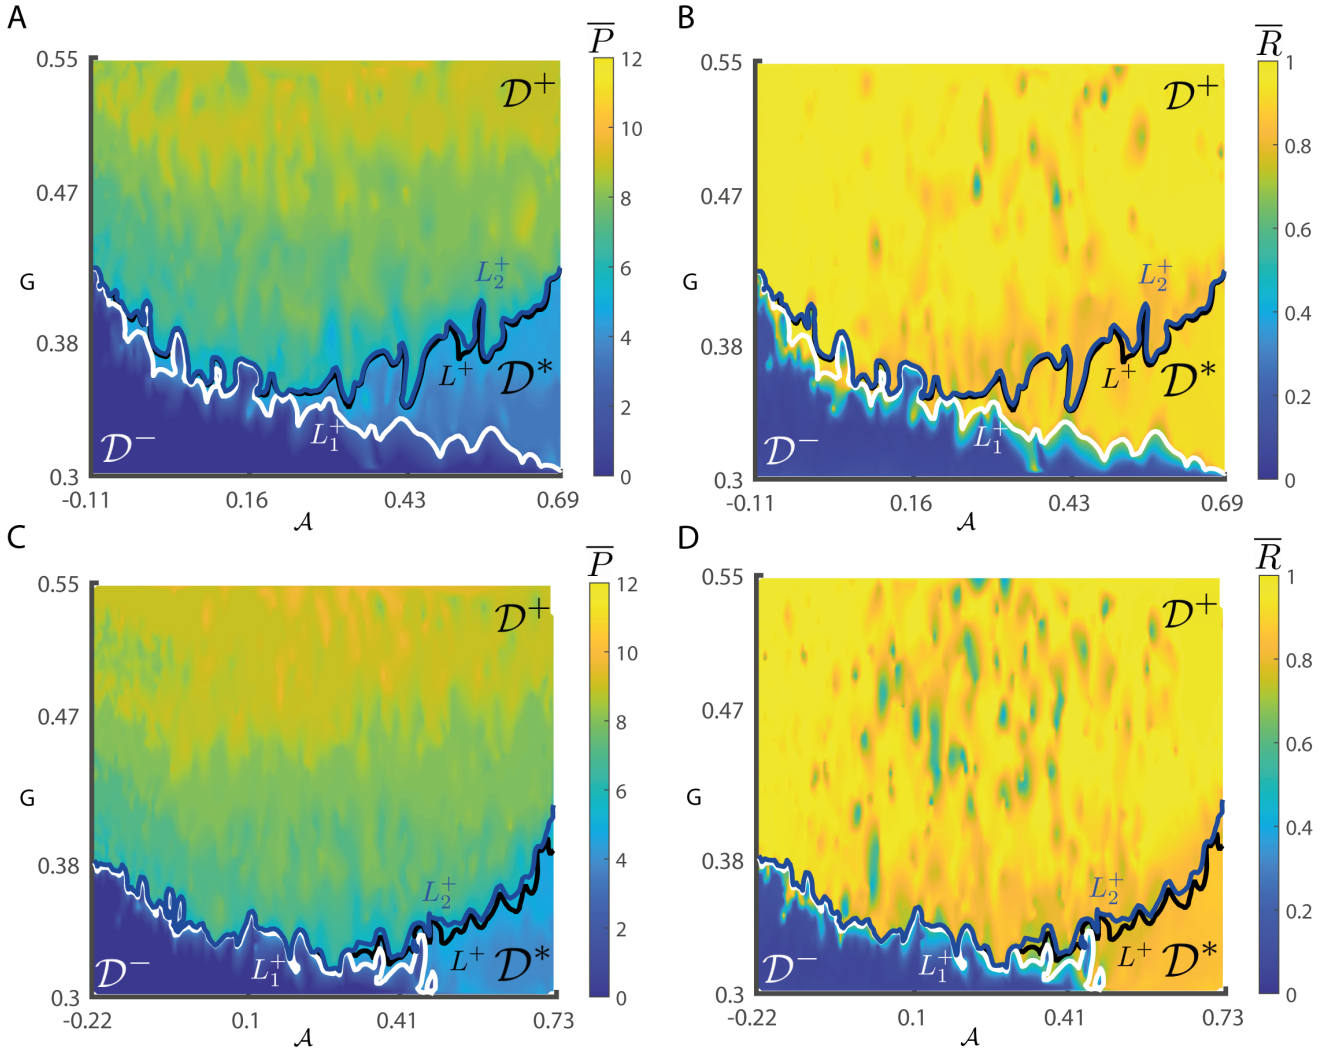 A
B
P̅
R̅
0.55
0.47
0.38
0.3
G
-0.11
0.16
0.43
0.69
𝒜
12
10
8
6
4
2
0
𝒟⁺
L₂⁺
L⁺
𝒟*
L₁⁺
𝒟⁻
0.55
0.47
0.38
0.3
G
-0.11
0.16
0.43
0.69
𝒜
1
0.8
0.6
0.4
0.2
0
𝒟⁺
L₂⁺
L⁺
𝒟*
L₁⁺
𝒟⁻
C
D
P̅
R̅
0.55
0.47
0.38
0.3
G
-0.22
0.1
0.41
0.73
𝒜
12
10
8
6
4
2
0
𝒟⁺
L₂⁺
L⁺ 𝒟*
L₁⁺
𝒟⁻
0.55
0.47
0.38
0.3
G
-0.22
0.1
0.41
0.73
𝒜
1
0.8
0.6
0.4
0.2
0
𝒟⁺
L₂⁺
L⁺ 𝒟*
L₁⁺
𝒟⁻